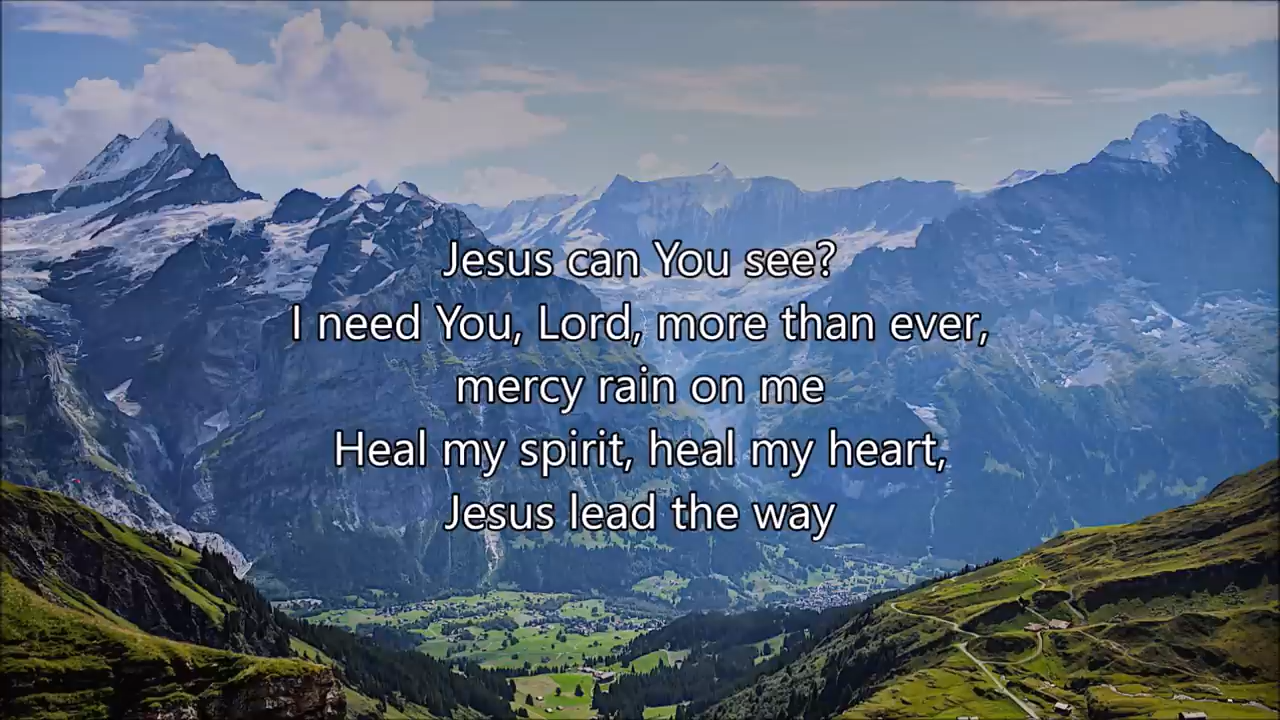 Jesus can You see?
I need You, Lord, more than ever,
mercy rain on me
Heal my spirit, heal my heart,
Jesus lead the way